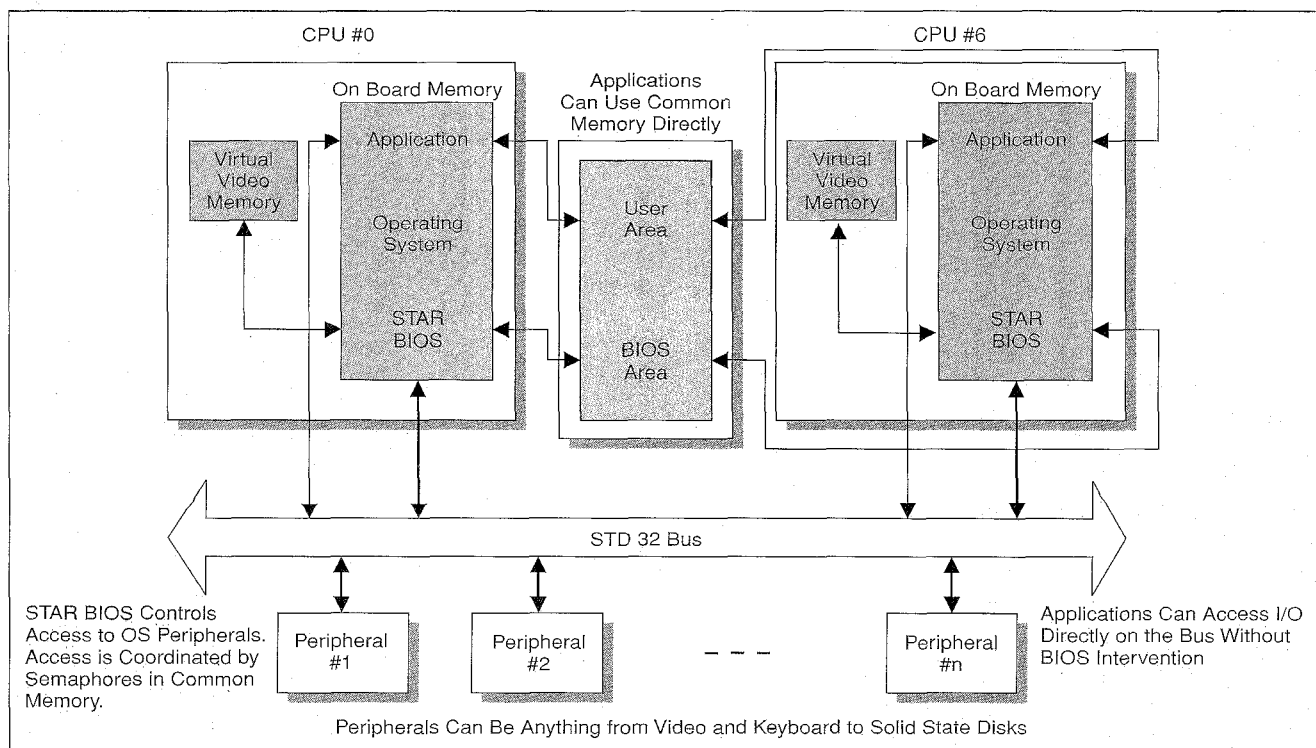 CPU #0
CPU #6
On Board Memory
Application
Operating
System
STAR
BIOS
Virtual
Video
Memory
Applications
Can Use Common
Memory Directly
User
Area
BIOS
Area
On Board Memory
Application
Operating
System
STAR
BIOS
Virtual
Video
Memory
STD 32 Bus
STAR BIOS Controls
Access to OS Peripherals.
Access is Coordinated by
Semaphores in Common
Memory.
Peripheral
#1
Peripheral
#2
Peripheral
#n
Applications Can Access I/O
Directly on the Bus Without
BIOS Intervention
Peripherals Can Be Anything from Video and Keyboard to Solid State Disks